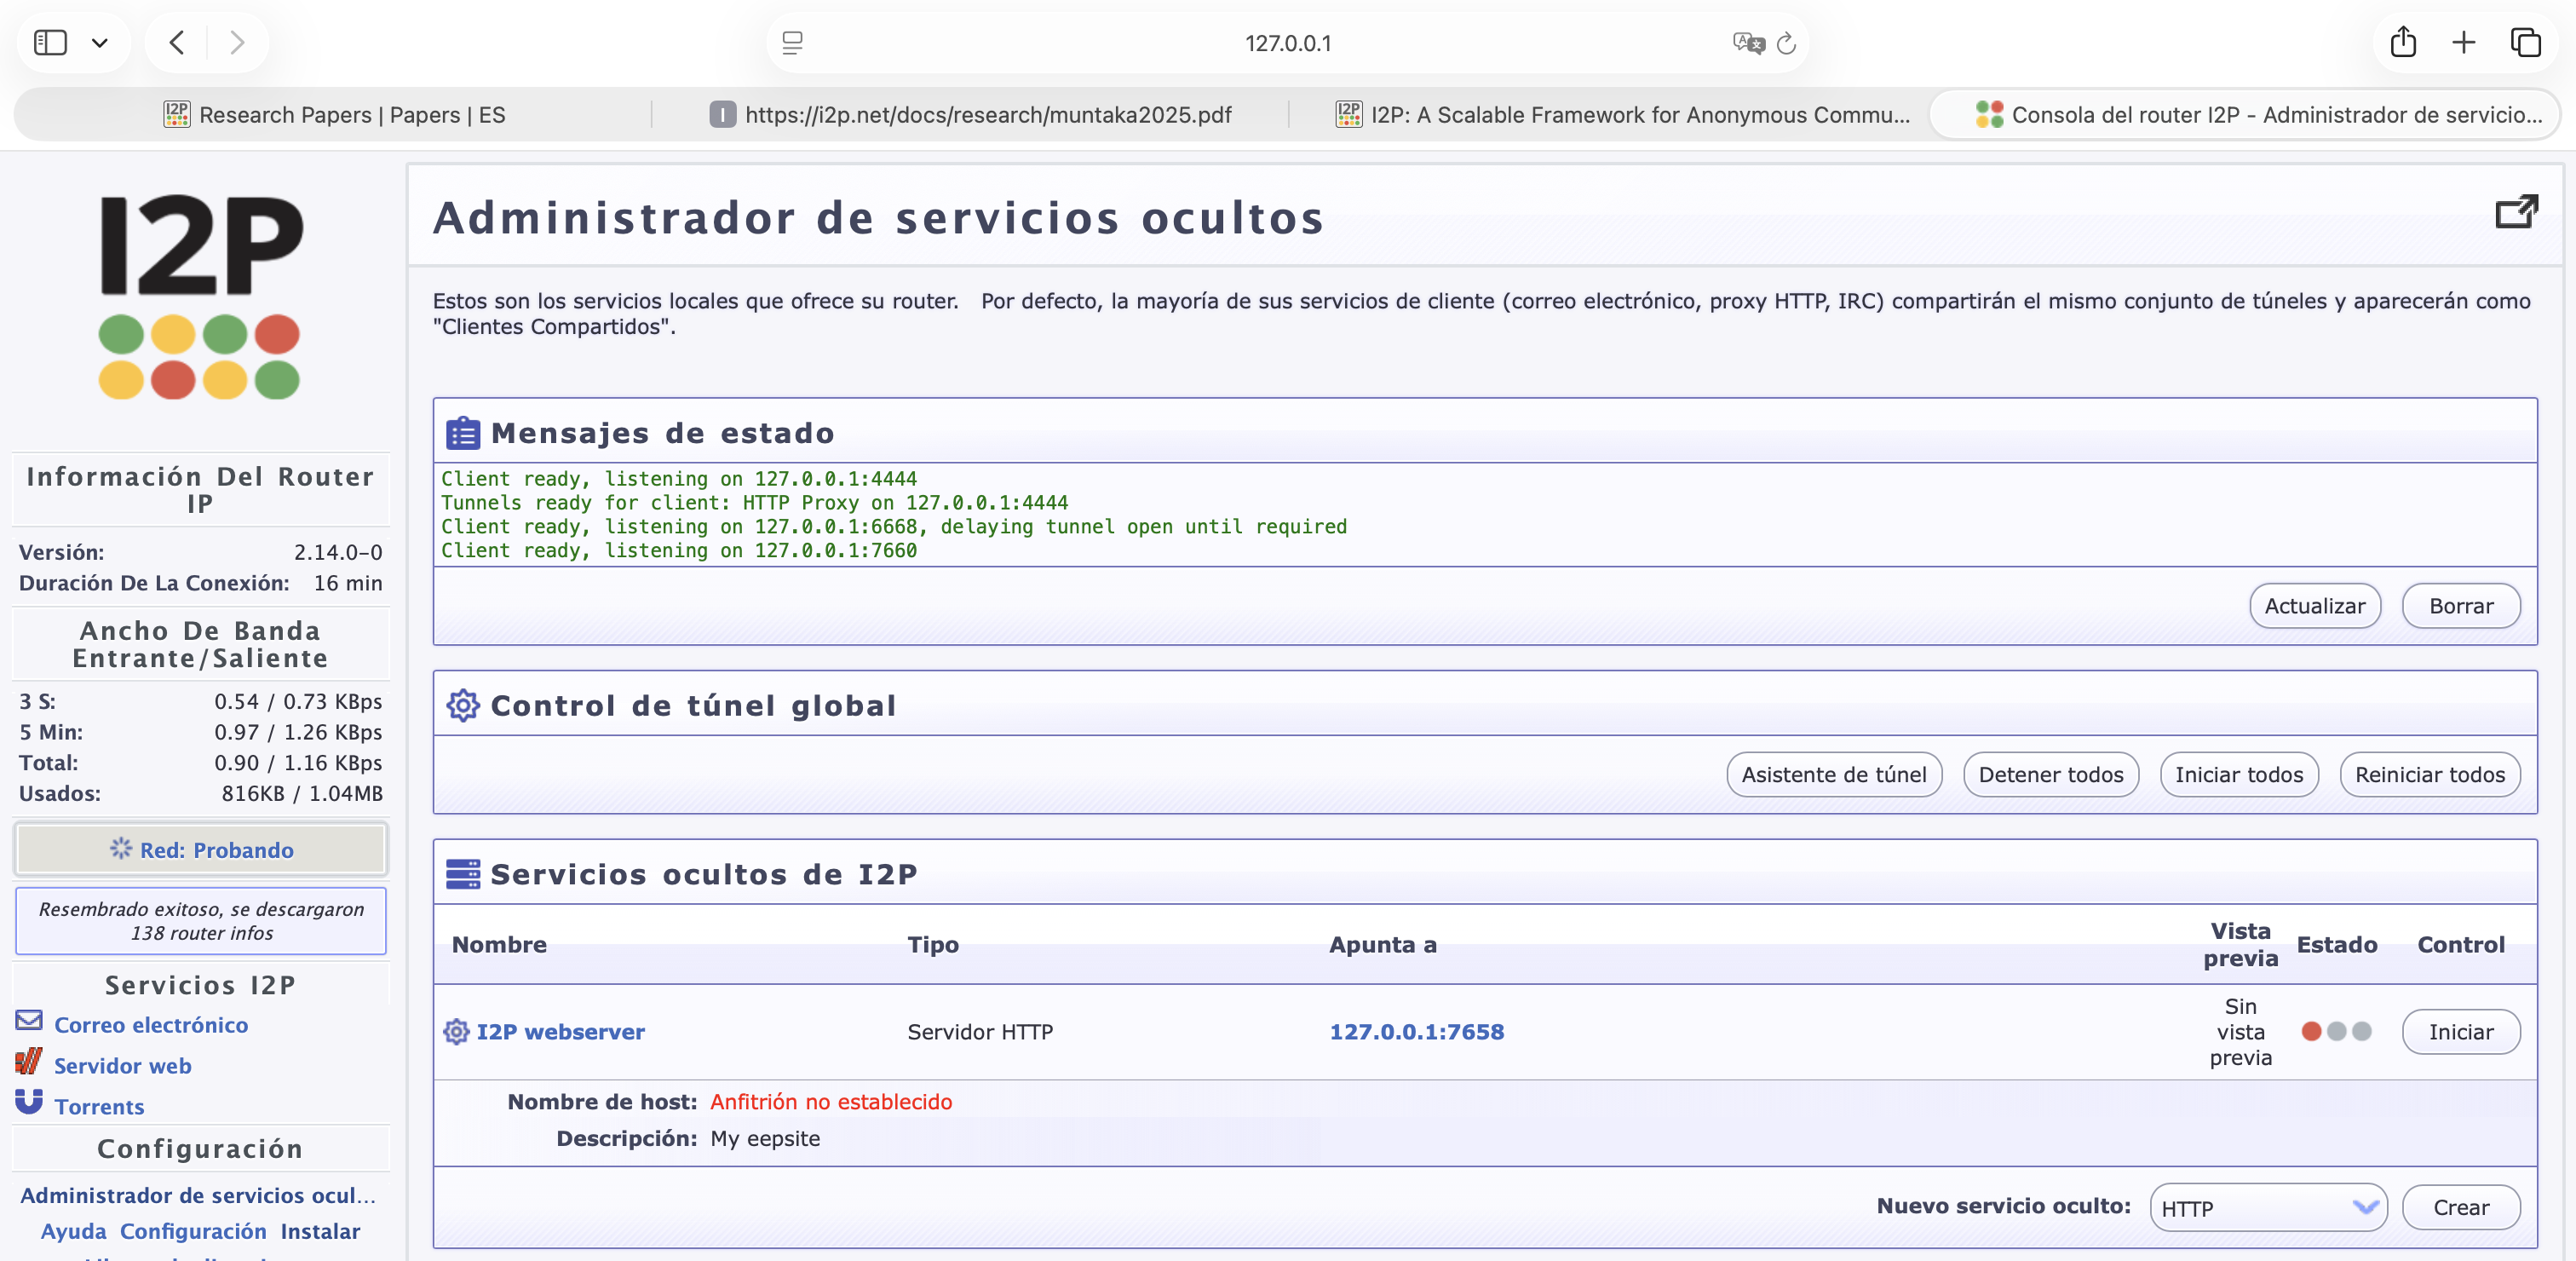 127.0.0.1
I2P Research Papers | Papers | ES
I https://i2p.net/docs/research/muntaka2025.pdf
I2P I2P: A Scalable Framework for Anonymous Commu...
Consola del router I2P - Administrador de servicio...
I2P
Información Del Router
IP
Versión: 2.14.0-0
Duración De La Conexión: 16 min
Ancho De Banda
Entrante/Saliente
3 S: 0.54 / 0.73 KBps
5 Min: 0.97 / 1.26 KBps
Total: 0.90 / 1.16 KBps
Usados: 816KB / 1.04MB
Red: Probando
Resembrado exitoso, se descargaron
138 router infos
Servicios I2P
Correo electrónico
Servidor web
Torrents
Configuración
Administrador de servicios ocul...
Ayuda Configuración Instalar
Administrador de servicios ocultos
Estos son los servicios locales que ofrece su router. Por defecto, la mayoría de sus servicios de cliente (correo electrónico, proxy HTTP, IRC) compartirán el mismo conjunto de túneles y aparecerán como
"Clientes Compartidos".
Mensajes de estado
Client ready, listening on 127.0.0.1:4444
Tunnels ready for client: HTTP Proxy on 127.0.0.1:4444
Client ready, listening on 127.0.0.1:6668, delaying tunnel open until required
Client ready, listening on 127.0.0.1:7660
Actualizar Borrar
Control de túnel global
Asistente de túnel Detener todos Iniciar todos Reiniciar todos
Servicios ocultos de I2P
Nombre Tipo Apunta a Vista previa Estado Control
I2P webserver Servidor HTTP 127.0.0.1:7658 Sin vista previa Iniciar
Nombre de host: Anfitrión no establecido
Descripción: My eepsite
Nuevo servicio oculto: HTTP Crear